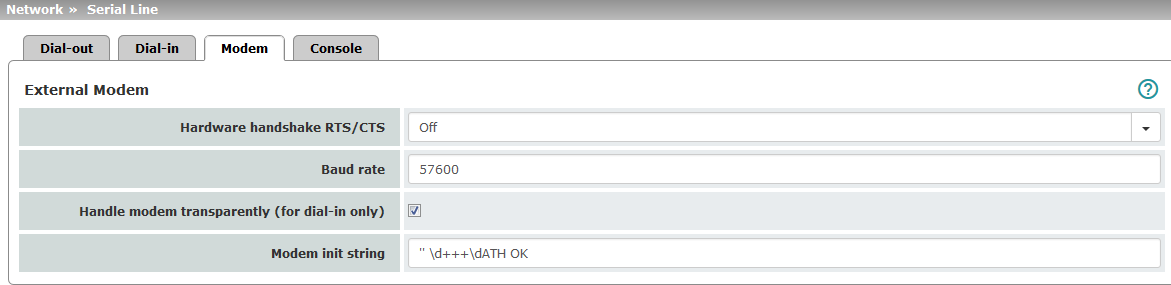 Network » Serial Line
Dial-out Dial-in Modem Console
External Modem ?
Hardware handshake RTS/CTS Off
Baud rate 57600
Handle modem transparently (for dial-in only)
Modem init string '' \d+++\dATH OK